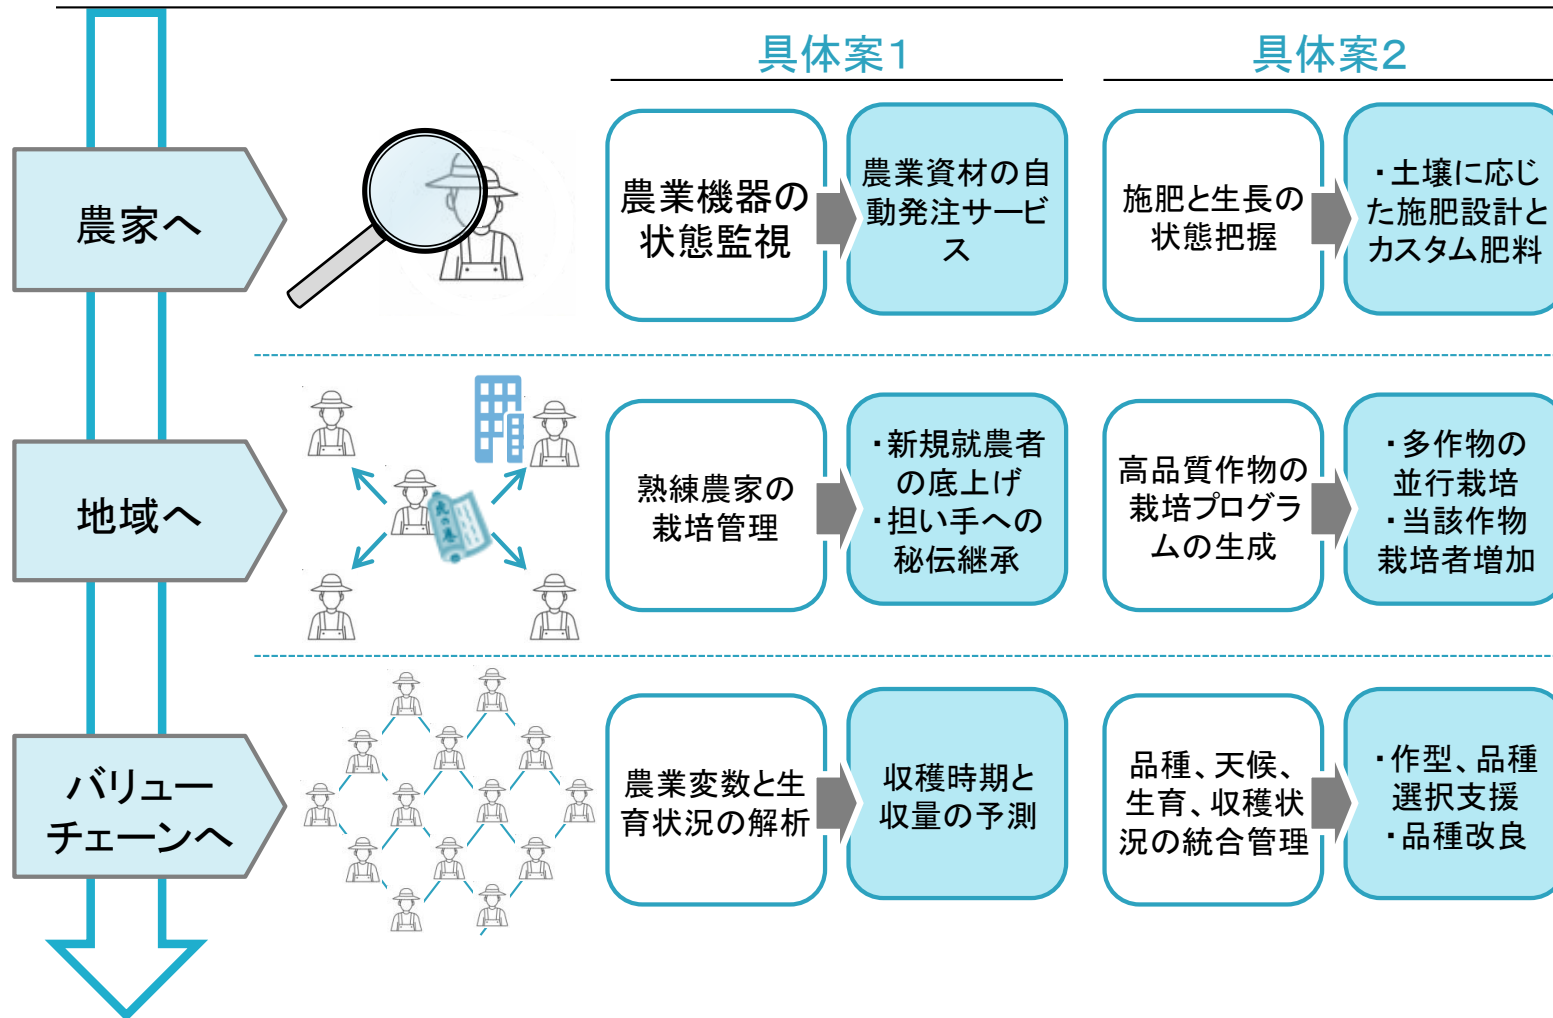 具体案1
具体案2
農家へ
農業機器の
状態監視
農業資材の自
動発注サービ
ス
施肥と生長の
状態把握
・土壌に応じ
た施肥設計と
カスタム肥料
地域へ
虎の巻
熟練農家の
栽培管理
・新規就農者
の底上げ
・担い手への
秘伝継承
高品質作物の
栽培プログラ
ムの生成
・多作物の
並行栽培
・当該作物
栽培者増加
バリュー
チェーンへ
農業変数と生
育状況の解析
収穫時期と
収量の予測
品種、天候、
生育、収穫状
況の統合管理
・作型、品種
選択支援
・品種改良